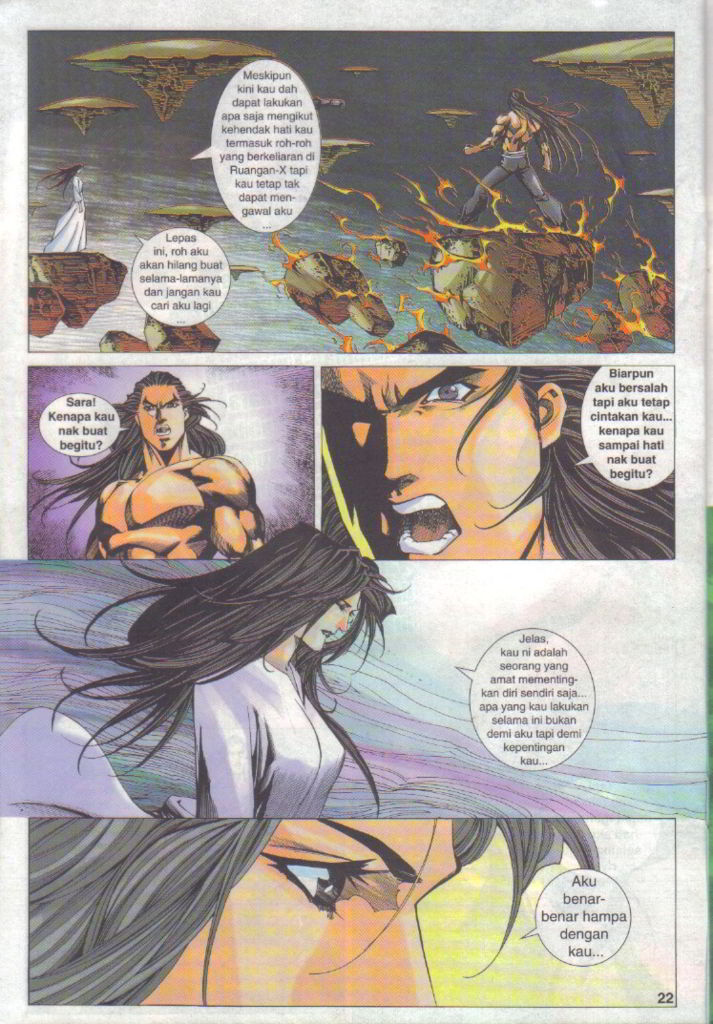 Meskipun
kini kau dah
dapat lakukan
apa saja mengikut
kehendak hati kau
termasuk roh-roh
yang berkeliaran di
Ruangan-X tapi
kau tetap tak
dapat men-
gawal aku
...
Lepas
ini, roh aku
akan hilang buat
selama-lamanya
dan jangan kau
cari aku lagi
...
Sara!
Kenapa kau
nak buat
begitu?
Biarpun
aku bersalah
tapi aku tetap
cintakan kau...
kenapa kau
sampai hati
nak buat
begitu?
Jelas,
kau ni adalah
seorang yang
amat mementing-
kan diri sendiri saja...
apa yang kau lakukan
selama ini bukan
demi aku tapi demi
kepentingan
kau...
Aku
benar-
benar hampa
dengan
kau...
22